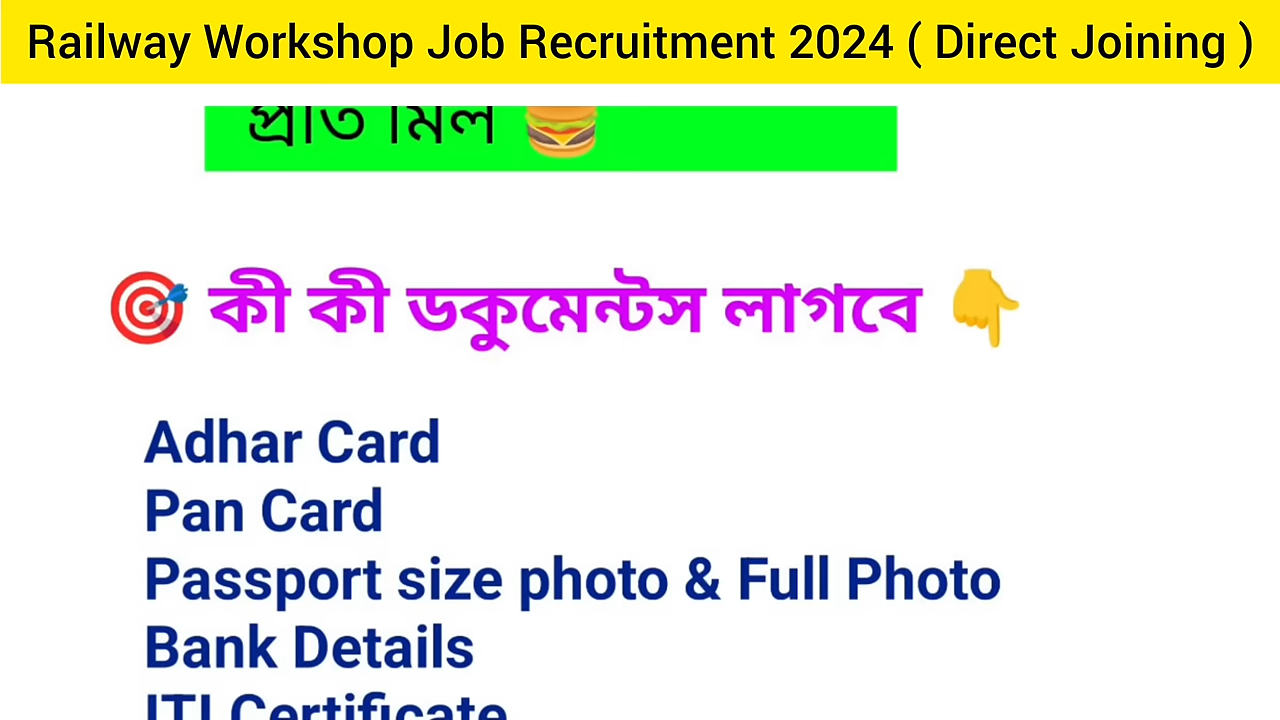 Railway Workshop Job Recruitment 2024 ( Direct Joining )
প্রতি মিল 🍔
🎯 কী কী ডকুমেন্টস লাগবে 👇
Adhar Card
Pan Card
Passport size photo & Full Photo
Bank Details
ITI Certificate